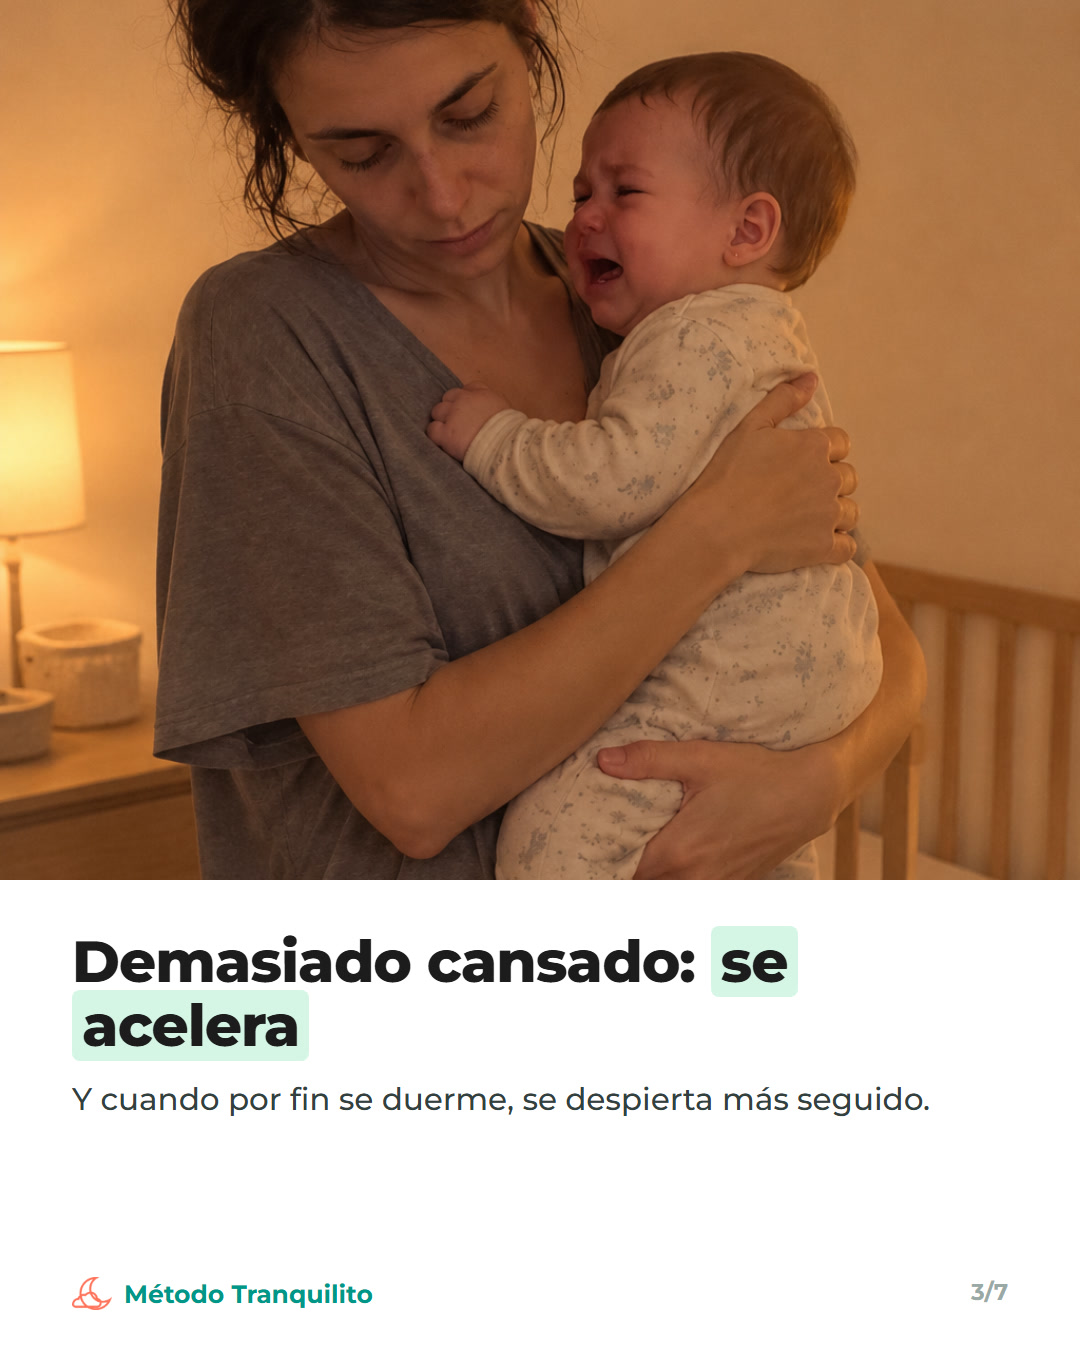 Demasiado cansado: se
acelera
Y cuando por fin se duerme, se despierta más seguido.
Método Tranquilito
3/7